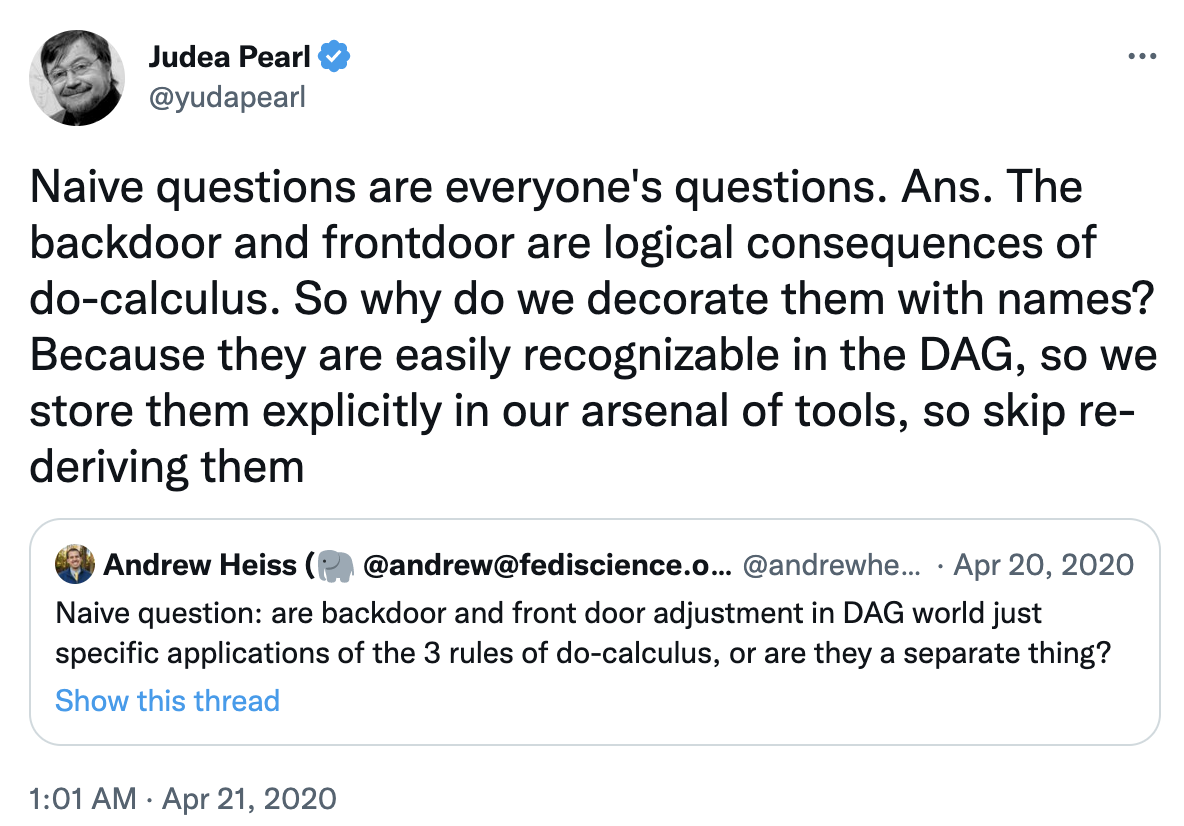 Judea Pearl
@yudapearl
Naive questions are everyone's questions. Ans. The
backdoor and frontdoor are logical consequences of
do-calculus. So why do we decorate them with names?
Because they are easily recognizable in the DAG, so we
store them explicitly in our arsenal of tools, so skip re-
deriving them
Andrew Heiss (🐘 @andrew@fediscience.o... @andrewhe... · Apr 20, 2020
Naive question: are backdoor and front door adjustment in DAG world just
specific applications of the 3 rules of do-calculus, or are they a separate thing?
Show this thread
1:01 AM · Apr 21, 2020